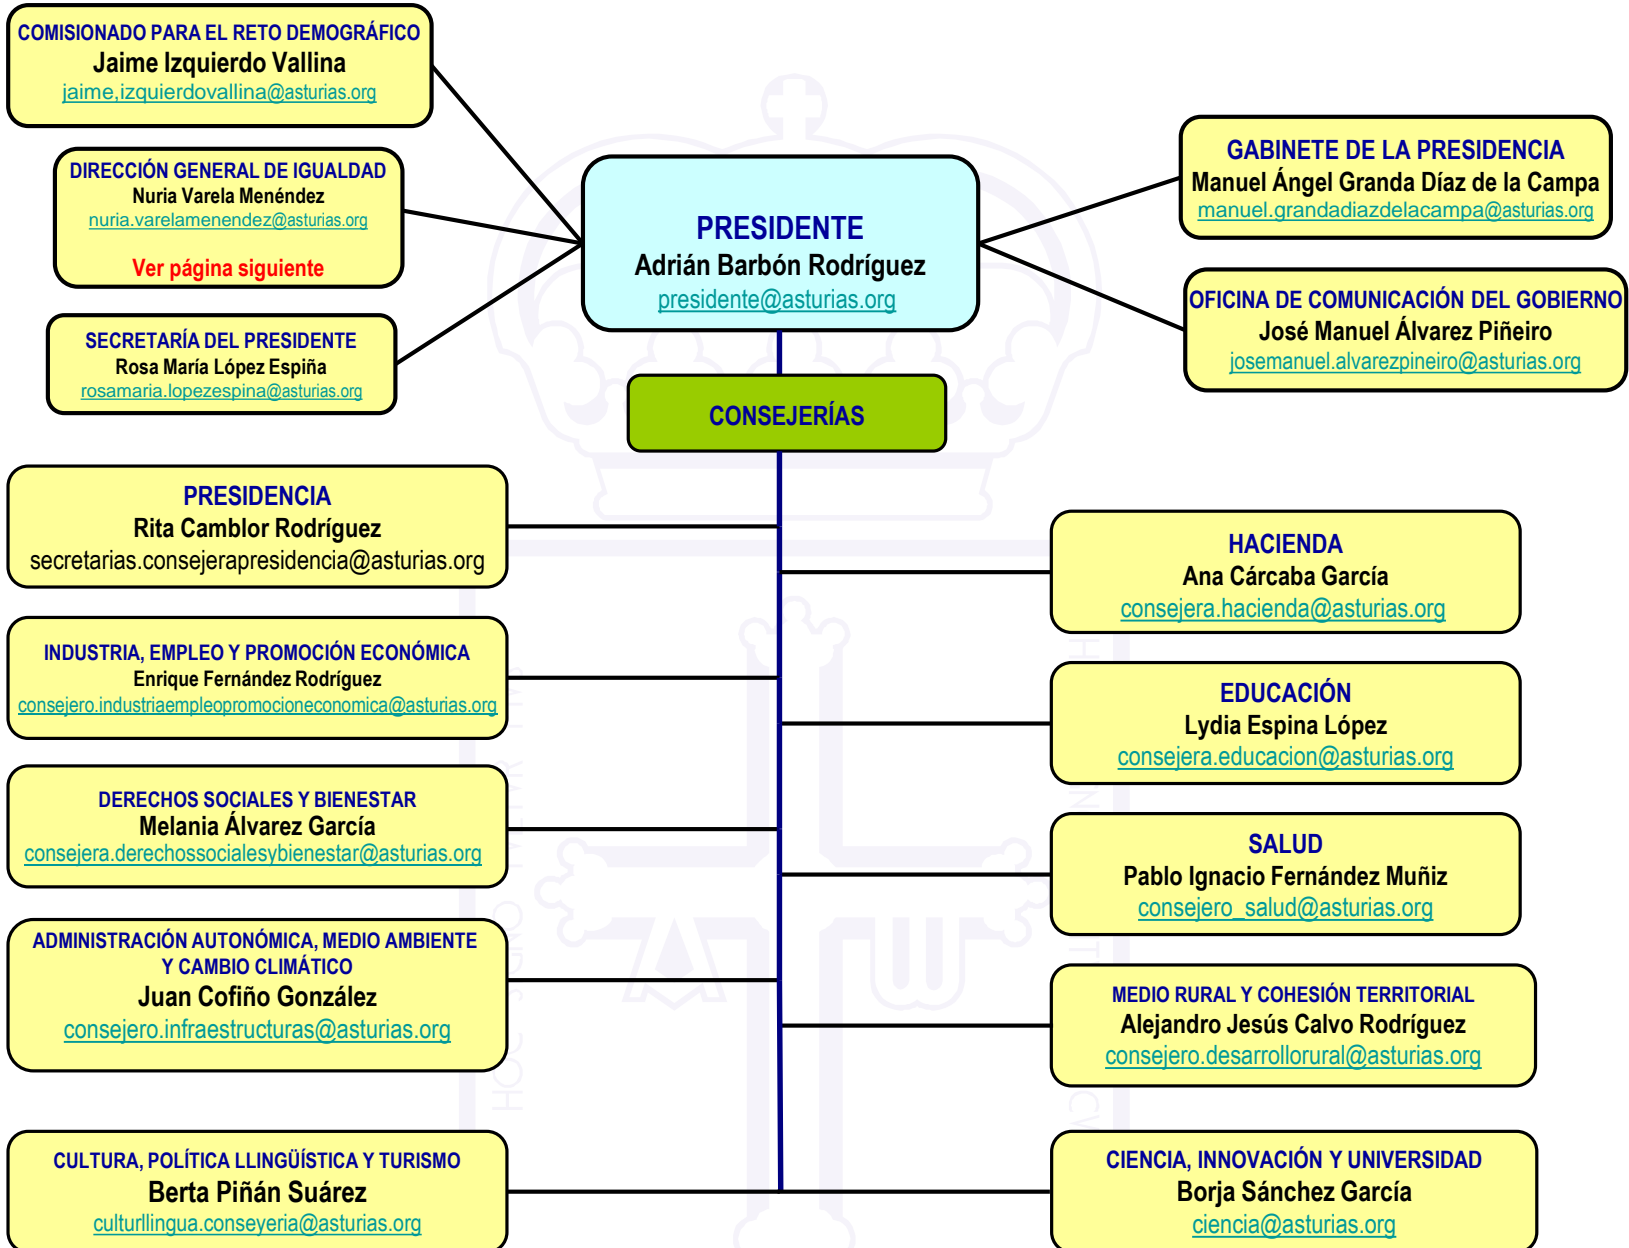 COMISIONADO PARA EL RETO DEMOGRÁFICO
Jaime Izquierdo Vallina
jaime,izquierdovallina@asturias.org
DIRECCIÓN GENERAL DE IGUALDAD
Nuria Varela Menéndez
nuria.varelamenendez@asturias.org
Ver página siguiente
SECRETARÍA DEL PRESIDENTE
Rosa María López Espiña
rosamaria.lopezespina@asturias.org
PRESIDENTE
Adrián Barbón Rodríguez
presidente@asturias.org
GABINETE DE LA PRESIDENCIA
Manuel Ángel Granda Díaz de la Campa
manuel.grandadiazdelacampa@asturias.org
OFICINA DE COMUNICACIÓN DEL GOBIERNO
José Manuel Álvarez Piñeiro
josemanuel.alvarezpineiro@asturias.org
CONSEJERÍAS
PRESIDENCIA
Rita Camblor Rodríguez
secretarias.consejerapresidencia@asturias.org
HACIENDA
Ana Cárcaba García
consejera.hacienda@asturias.org
INDUSTRIA, EMPLEO Y PROMOCIÓN ECONÓMICA
Enrique Fernández Rodríguez
consejero.industriaempleopromocioneconomica@asturias.org
EDUCACIÓN
Lydia Espina López
consejera.educacion@asturias.org
DERECHOS SOCIALES Y BIENESTAR
Melania Álvarez García
consejera.derechossocialesybienestar@asturias.org
SALUD
Pablo Ignacio Fernández Muñiz
consejero_salud@asturias.org
ADMINISTRACIÓN AUTONÓMICA, MEDIO AMBIENTE
Y CAMBIO CLIMÁTICO
Juan Cofiño González
consejero.infraestructuras@asturias.org
MEDIO RURAL Y COHESIÓN TERRITORIAL
Alejandro Jesús Calvo Rodríguez
consejero.desarrollorural@asturias.org
CULTURA, POLÍTICA LLINGÜÍSTICA Y TURISMO
Berta Piñán Suárez
culturllingua.conseyeria@asturias.org
CIENCIA, INNOVACIÓN Y UNIVERSIDAD
Borja Sánchez García
ciencia@asturias.org
HOC